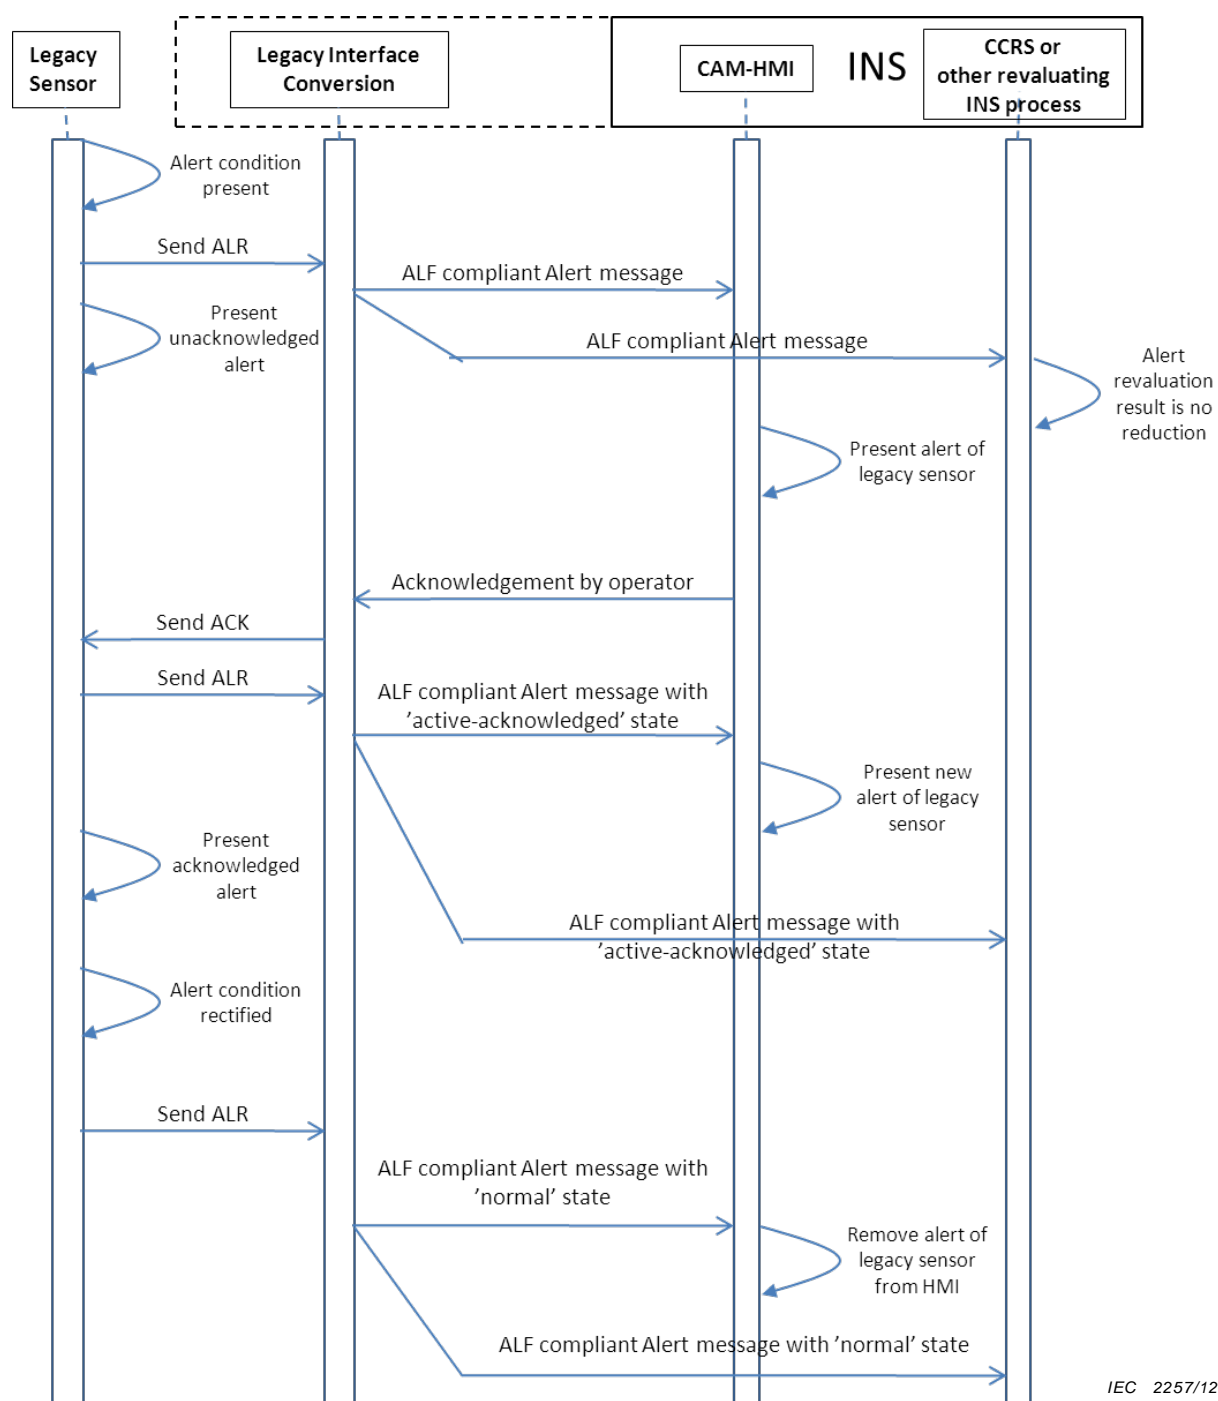 Legacy
Sensor
Legacy Interface
Conversion
CAM-HMI
INS
CCRS or
other revaluating
INS process
Alert condition
present
Send ALR
ALF compliant Alert message
Present
unacknowledged
alert
ALF compliant Alert message
Alert
revaluation
result is no
reduction
Present alert of
legacy sensor
Acknowledgement by operator
Send ACK
Send ALR
ALF compliant Alert message with
’active-acknowledged’ state
Present new
alert of legacy
sensor
Present
acknowledged
alert
ALF compliant Alert message with
’active-acknowledged’ state
Alert condition
rectified
Send ALR
ALF compliant Alert message with
’normal’ state
Remove alert of
legacy sensor
from HMI
ALF compliant Alert message with ’normal’ state
IEC 2257/12